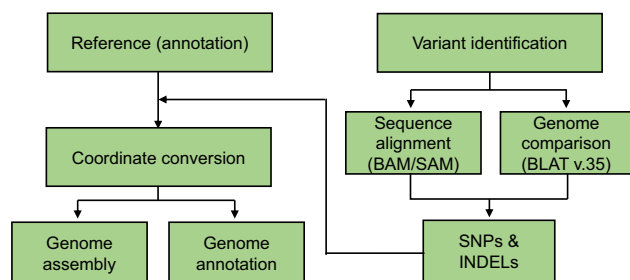 Reference (annotation)
Variant identification
Coordinate conversion
Sequence
alignment
(BAM/SAM)
Genome
comparison
(BLAT v.35)
Genome
assembly
Genome
annotation
SNPs &
INDELs